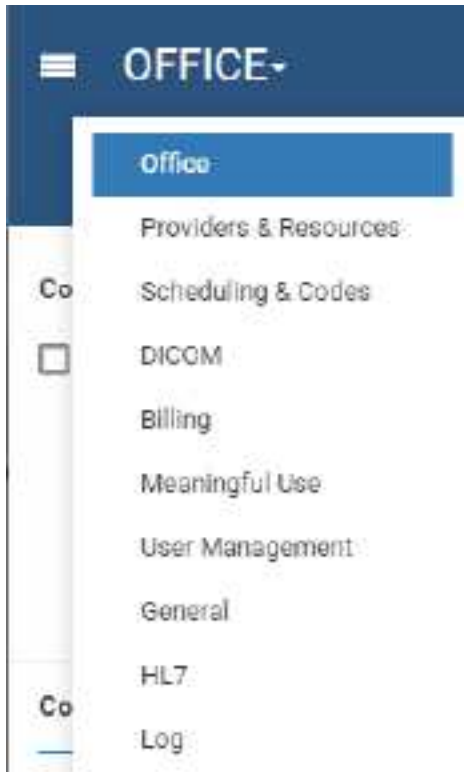 OFFICE
Office
Providers & Resources
Co
Scheduling & Codes
DICOM
Billing
Meaningful Use
User Management
General
HL7
Co
Log